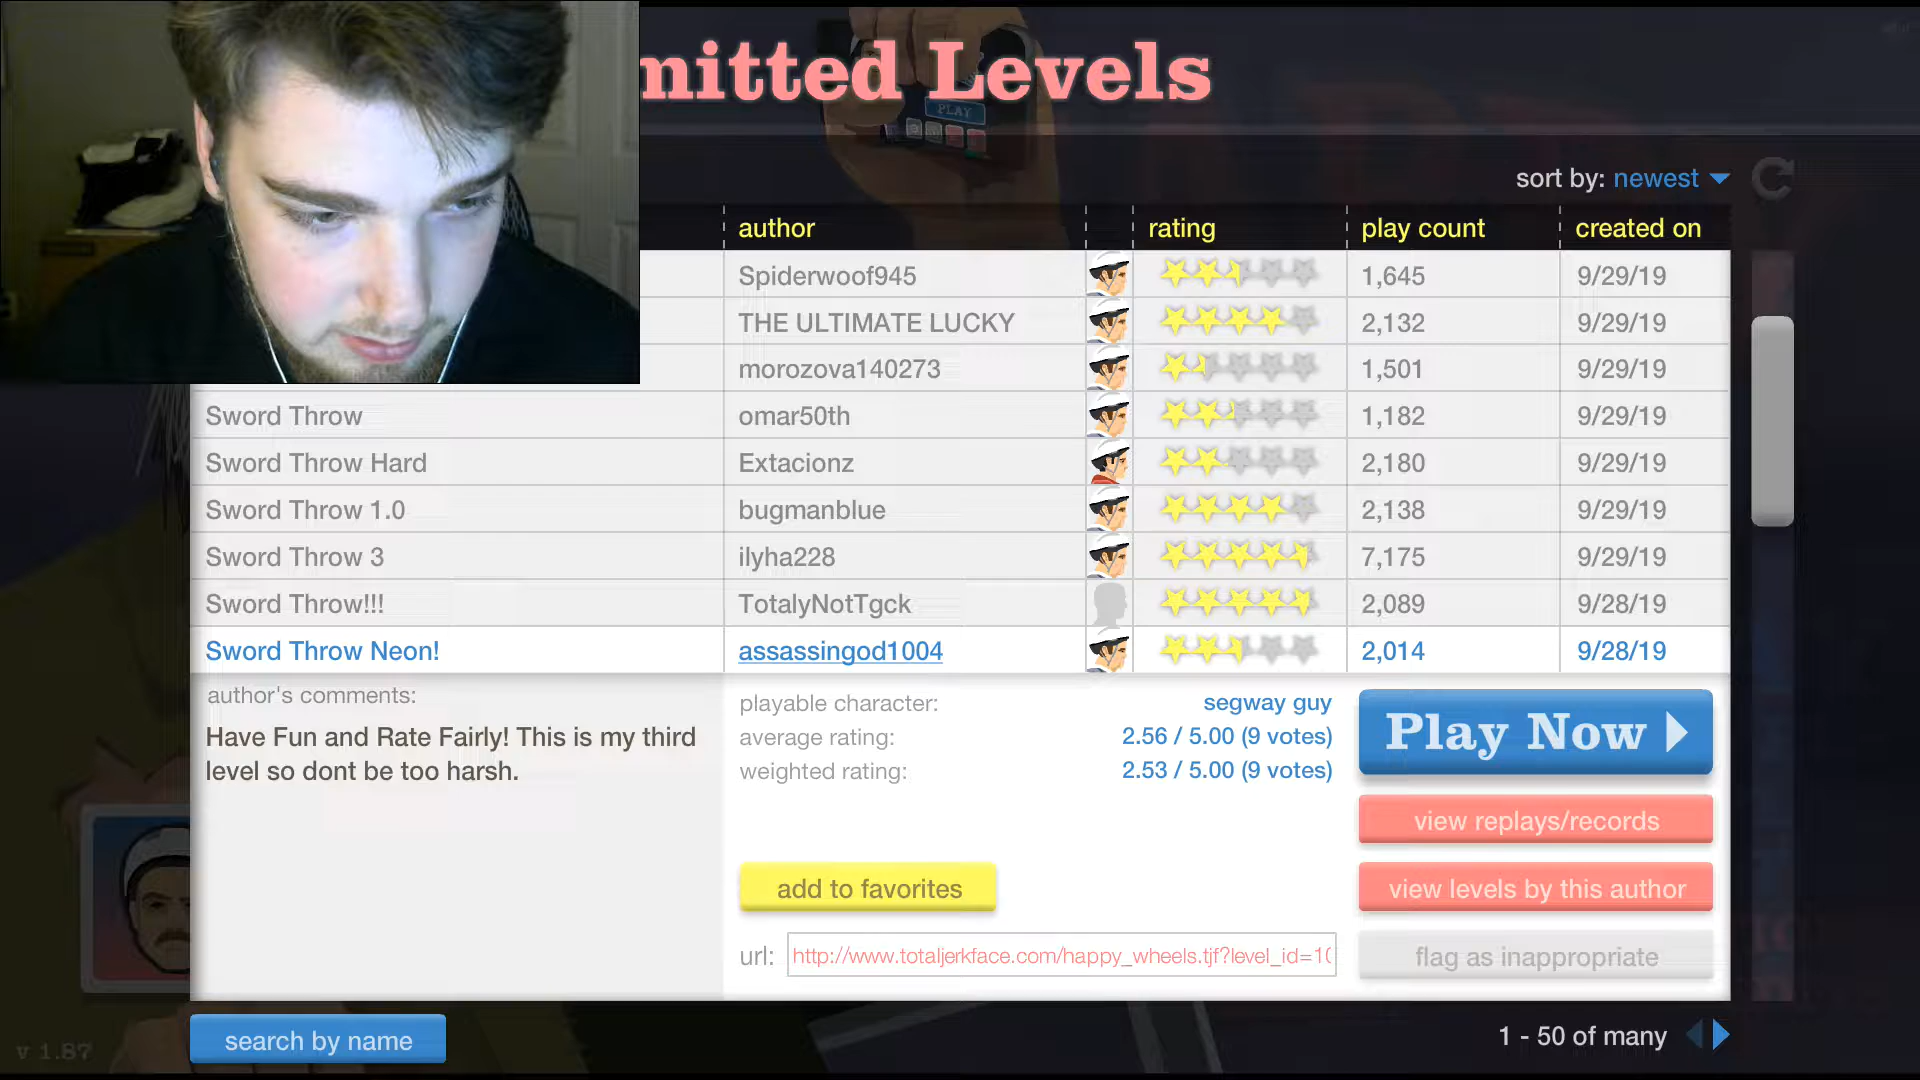 mitted Levels
PLAY
sort by: newest
author rating play count created on
Spiderwoof945 1,645 9/29/19
THE ULTIMATE LUCKY 2,132 9/29/19
morozova140273 1,501 9/29/19
Sword Throw omar50th 1,182 9/29/19
Sword Throw Hard Extacionz 2,180 9/29/19
Sword Throw 1.0 bugmanblue 2,138 9/29/19
Sword Throw 3 ilyha228 7,175 9/29/19
Sword Throw!!! TotalyNotTgck 2,089 9/28/19
Sword Throw Neon! assassingod1004 2,014 9/28/19
author's comments:
Have Fun and Rate Fairly! This is my third
level so dont be too harsh.
playable character: segway guy
average rating: 2.56 / 5.00 (9 votes)
weighted rating: 2.53 / 5.00 (9 votes)
Play Now
view replays/records
add to favorites
view levels by this author
url: http://www.totaljerkface.com/happy_wheels.tjf?level_id=10
flag as inappropriate
search by name
1 - 50 of many
v 1.87